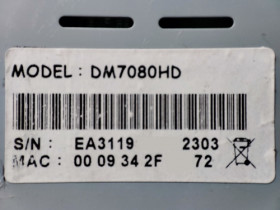 MODEL : DM7080HD
S/N : EA3119 2303
MAC : 00 09 34 2F 72